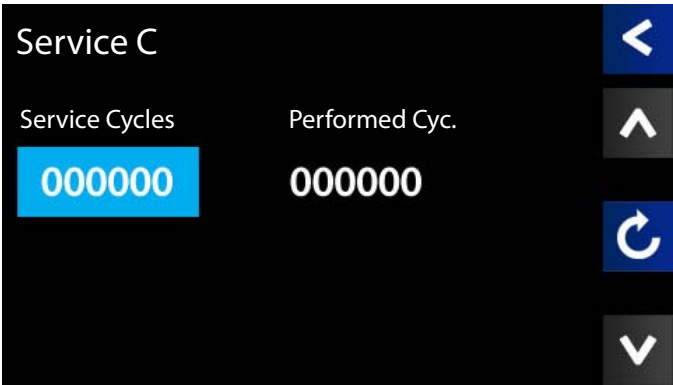 Service C
Service Cycles Performed Cyc.
000000 000000